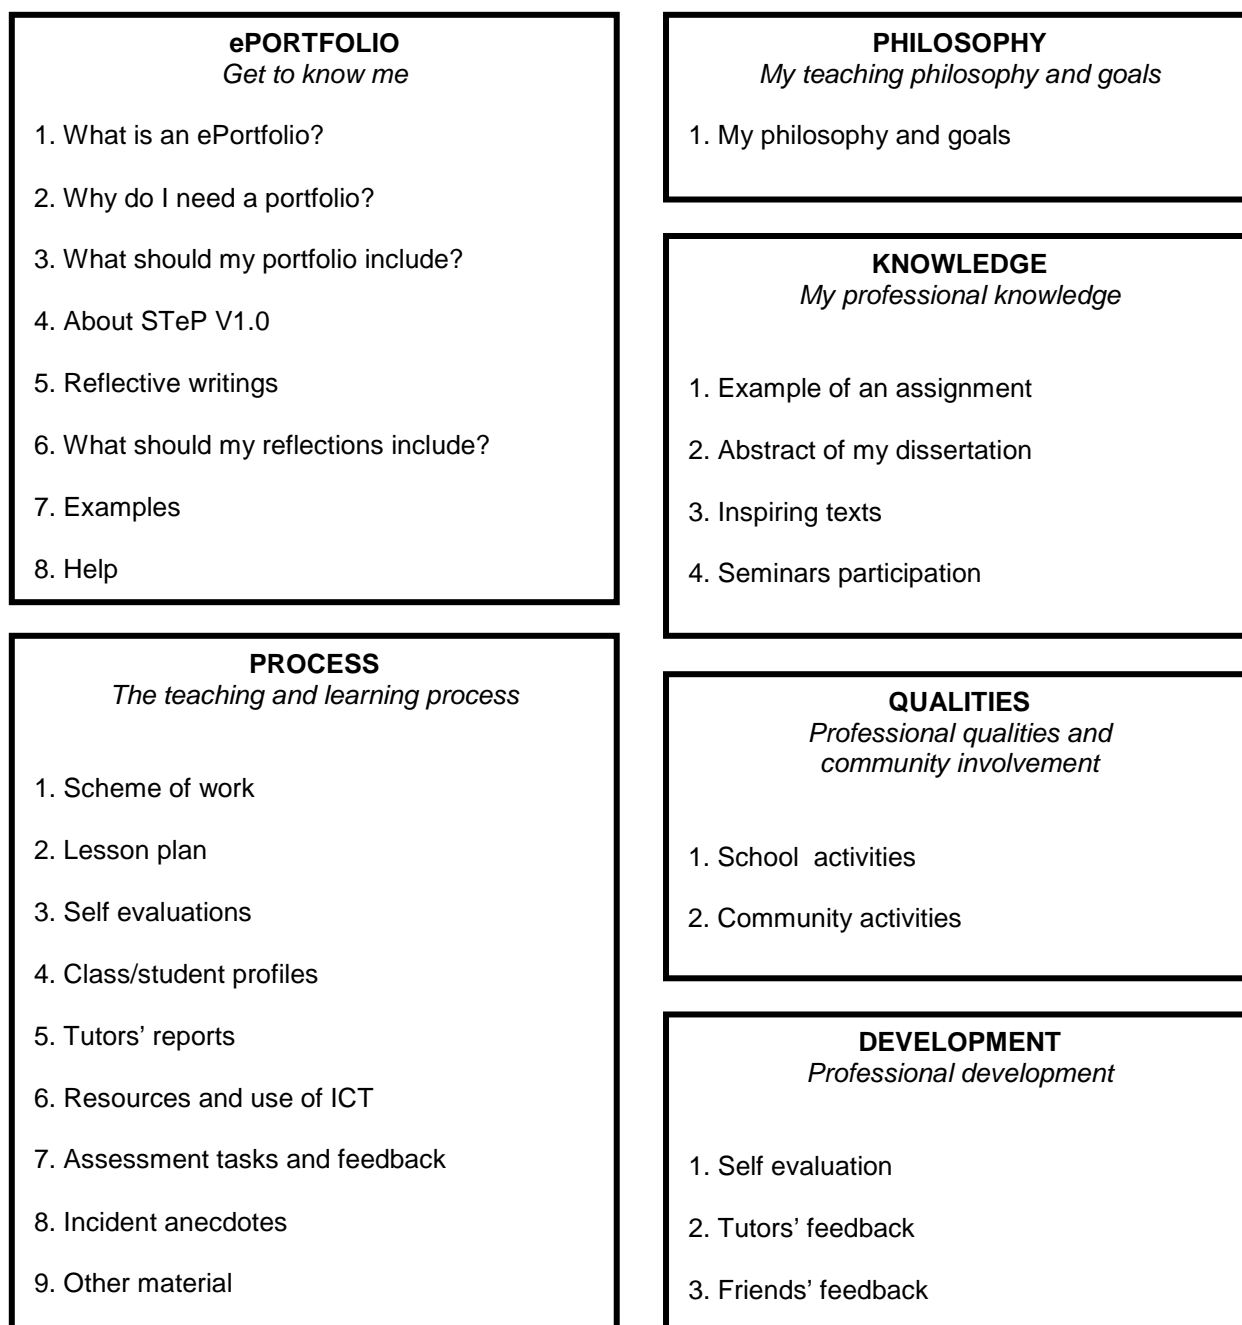 ePORTFOLIO
Get to know me
1. What is an ePortfolio?
2. Why do I need a portfolio?
3. What should my portfolio include?
4. About STeP V1.0
5. Reflective writings
6. What should my reflections include?
7. Examples
8. Help
PROCESS
The teaching and learning process
1. Scheme of work
2. Lesson plan
3. Self evaluations
4. Class/student profiles
5. Tutors’ reports
6. Resources and use of ICT
7. Assessment tasks and feedback
8. Incident anecdotes
9. Other material
PHILOSOPHY
My teaching philosophy and goals
1. My philosophy and goals
KNOWLEDGE
My professional knowledge
1. Example of an assignment
2. Abstract of my dissertation
3. Inspiring texts
4. Seminars participation
QUALITIES
Professional qualities and
community involvement
1. School  activities
2. Community activities
DEVELOPMENT
Professional development
1. Self evaluation
2. Tutors’ feedback
3. Friends’ feedback